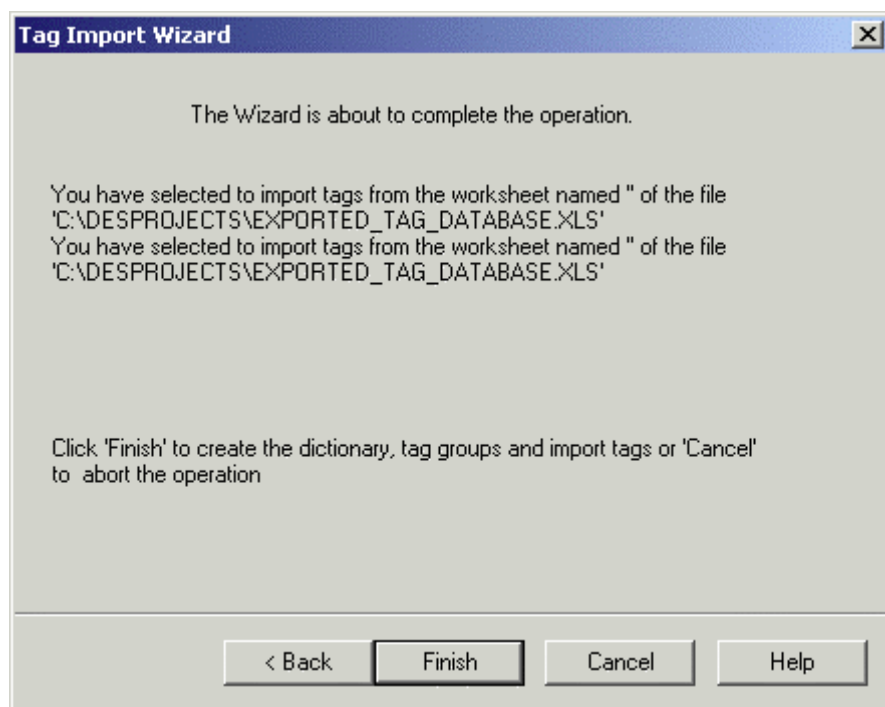 Tag Import Wizard
The Wizard is about to complete the operation.
You have selected to import tags from the worksheet named '' of the file
'C:\DESPROJECTS\EXPORTED_TAG_DATABASE.XLS'
You have selected to import tags from the worksheet named '' of the file
'C:\DESPROJECTS\EXPORTED_TAG_DATABASE.XLS'
Click 'Finish' to create the dictionary, tag groups and import tags or 'Cancel'
to  abort the operation
< Back Finish Cancel Help